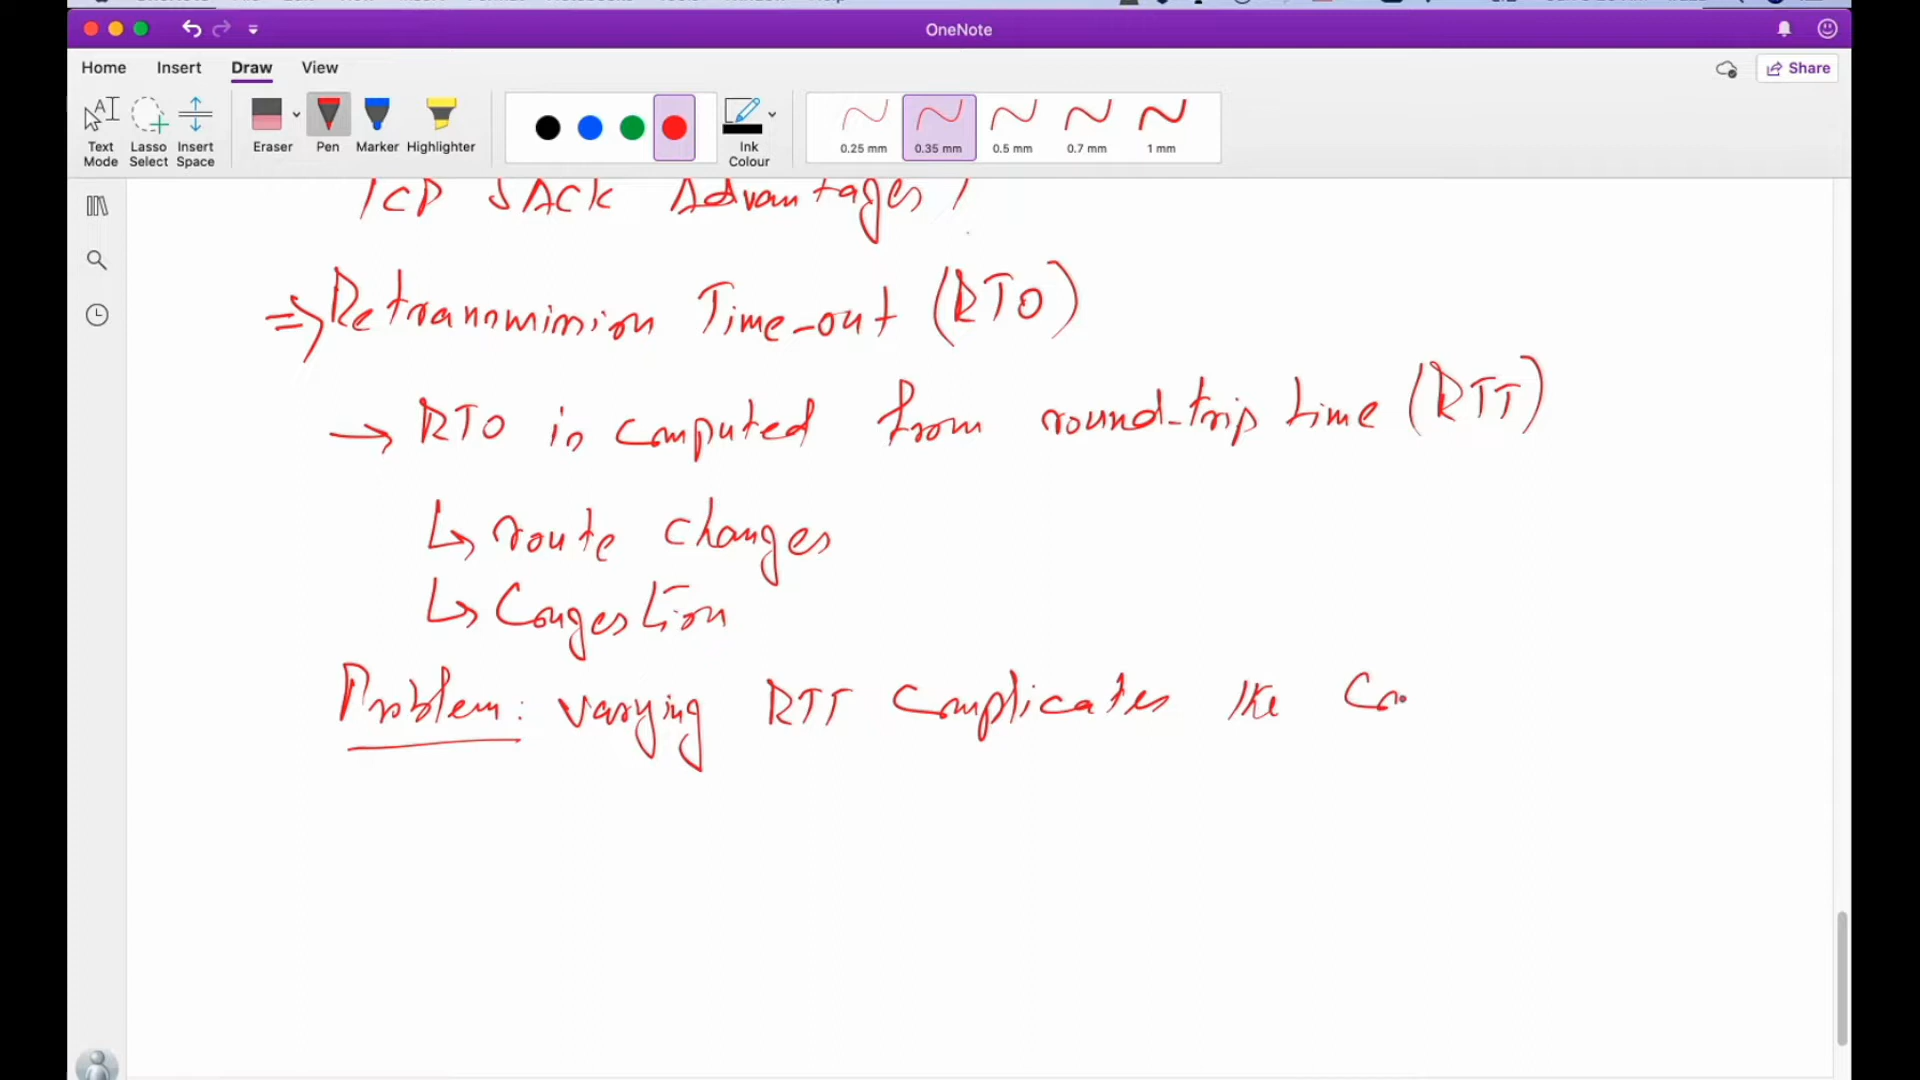 OneNote
Home Insert Draw View Share
Text Mode Lasso Select Insert Space Eraser Pen Marker Highlighter Ink Colour 0.25 mm 0.35 mm 0.5 mm 0.7 mm 1 mm
TCP SACK Advantages!
⇒ Retransmission Time-out (RTO)
→ RTO is computed from round-trip time (RTT)
↳ route changes
↳ Congestion
Problem: varying RTT complicates the Co